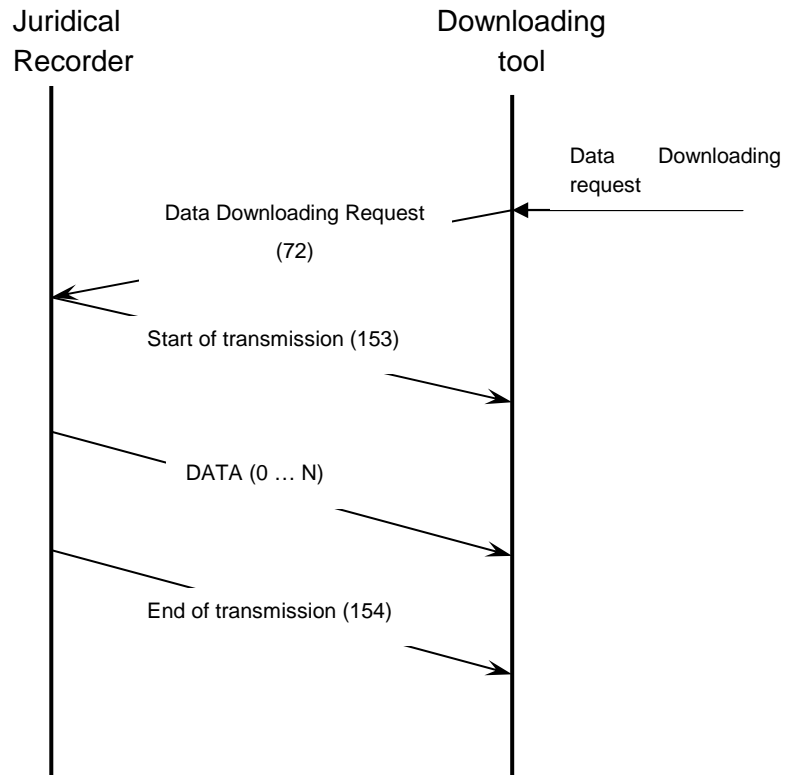 Juridical
Recorder
Downloading
tool
Data Downloading
request
Data Downloading Request
(72)
Start of transmission (153)
DATA (0 … N)
End of transmission (154)